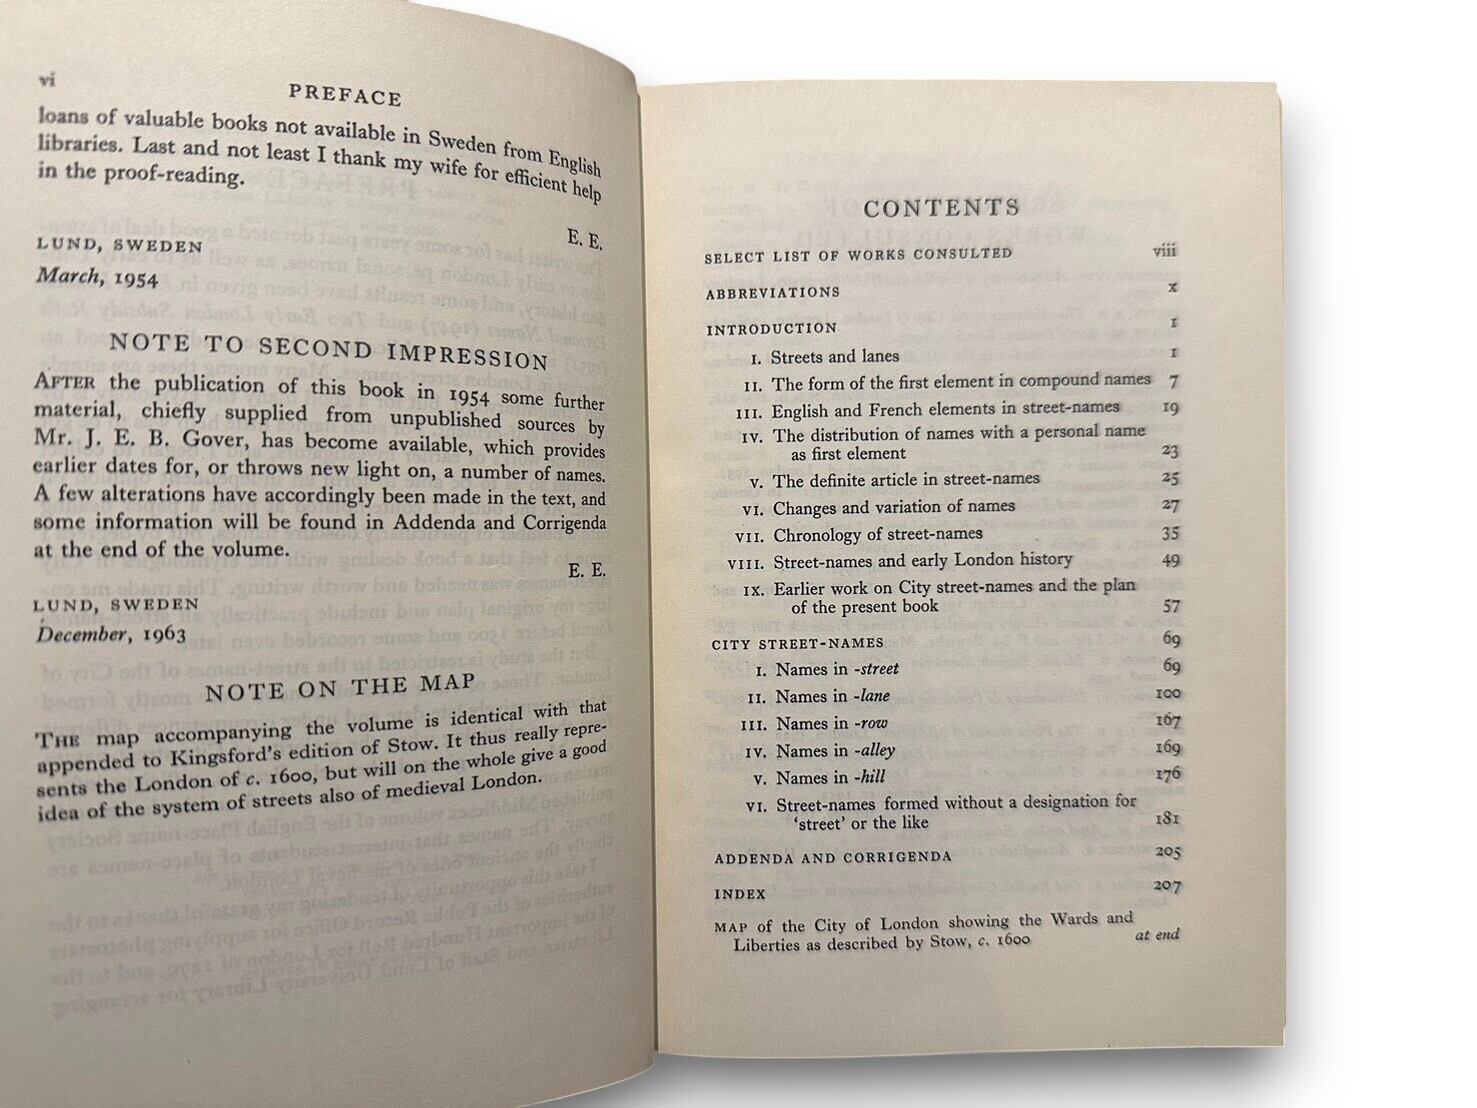 vi
PREFACE
loans of valuable books not available in Sweden from English
libraries. Last and not least I thank my wife for efficient help
in the proof-reading.
E. E.
LUND, SWEDEN
March, 1954
NOTE TO SECOND IMPRESSION
AFTER the publication of this book in 1954 some further
material, chiefly supplied from unpublished sources by
Mr. J. E. B. Gover, has become available, which provides
earlier dates for, or throws new light on, a number of names.
A few alterations have accordingly been made in the text, and
some information will be found in Addenda and Corrigenda
at the end of the volume.
E. E.
LUND, SWEDEN
December, 1963
NOTE ON THE MAP
THE map accompanying the volume is identical with that
appended to Kingsford's edition of Stow. It thus really repre-
sents the London of c. 1600, but will on the whole give a good
idea of the system of streets also of medieval London.
CONTENTS
SELECT LIST OF WORKS CONSULTED viii
ABBREVIATIONS x
INTRODUCTION 1
I. Streets and lanes 1
II. The form of the first element in compound names 7
III. English and French elements in street-names 19
IV. The distribution of names with a personal name
as first element 23
V. The definite article in street-names 25
VI. Changes and variation of names 27
VII. Chronology of street-names 35
VIII. Street-names and early London history 49
IX. Earlier work on City street-names and the plan
of the present book 57
CITY STREET-NAMES 69
I. Names in -street 69
II. Names in -lane 100
III. Names in -row 167
IV. Names in -alley 169
V. Names in -hill 176
VI. Street-names formed without a designation for
'street' or the like 181
ADDENDA AND CORRIGENDA 205
INDEX 207
MAP of the City of London showing the Wards and
Liberties as described by Stow, c. 1600 at end